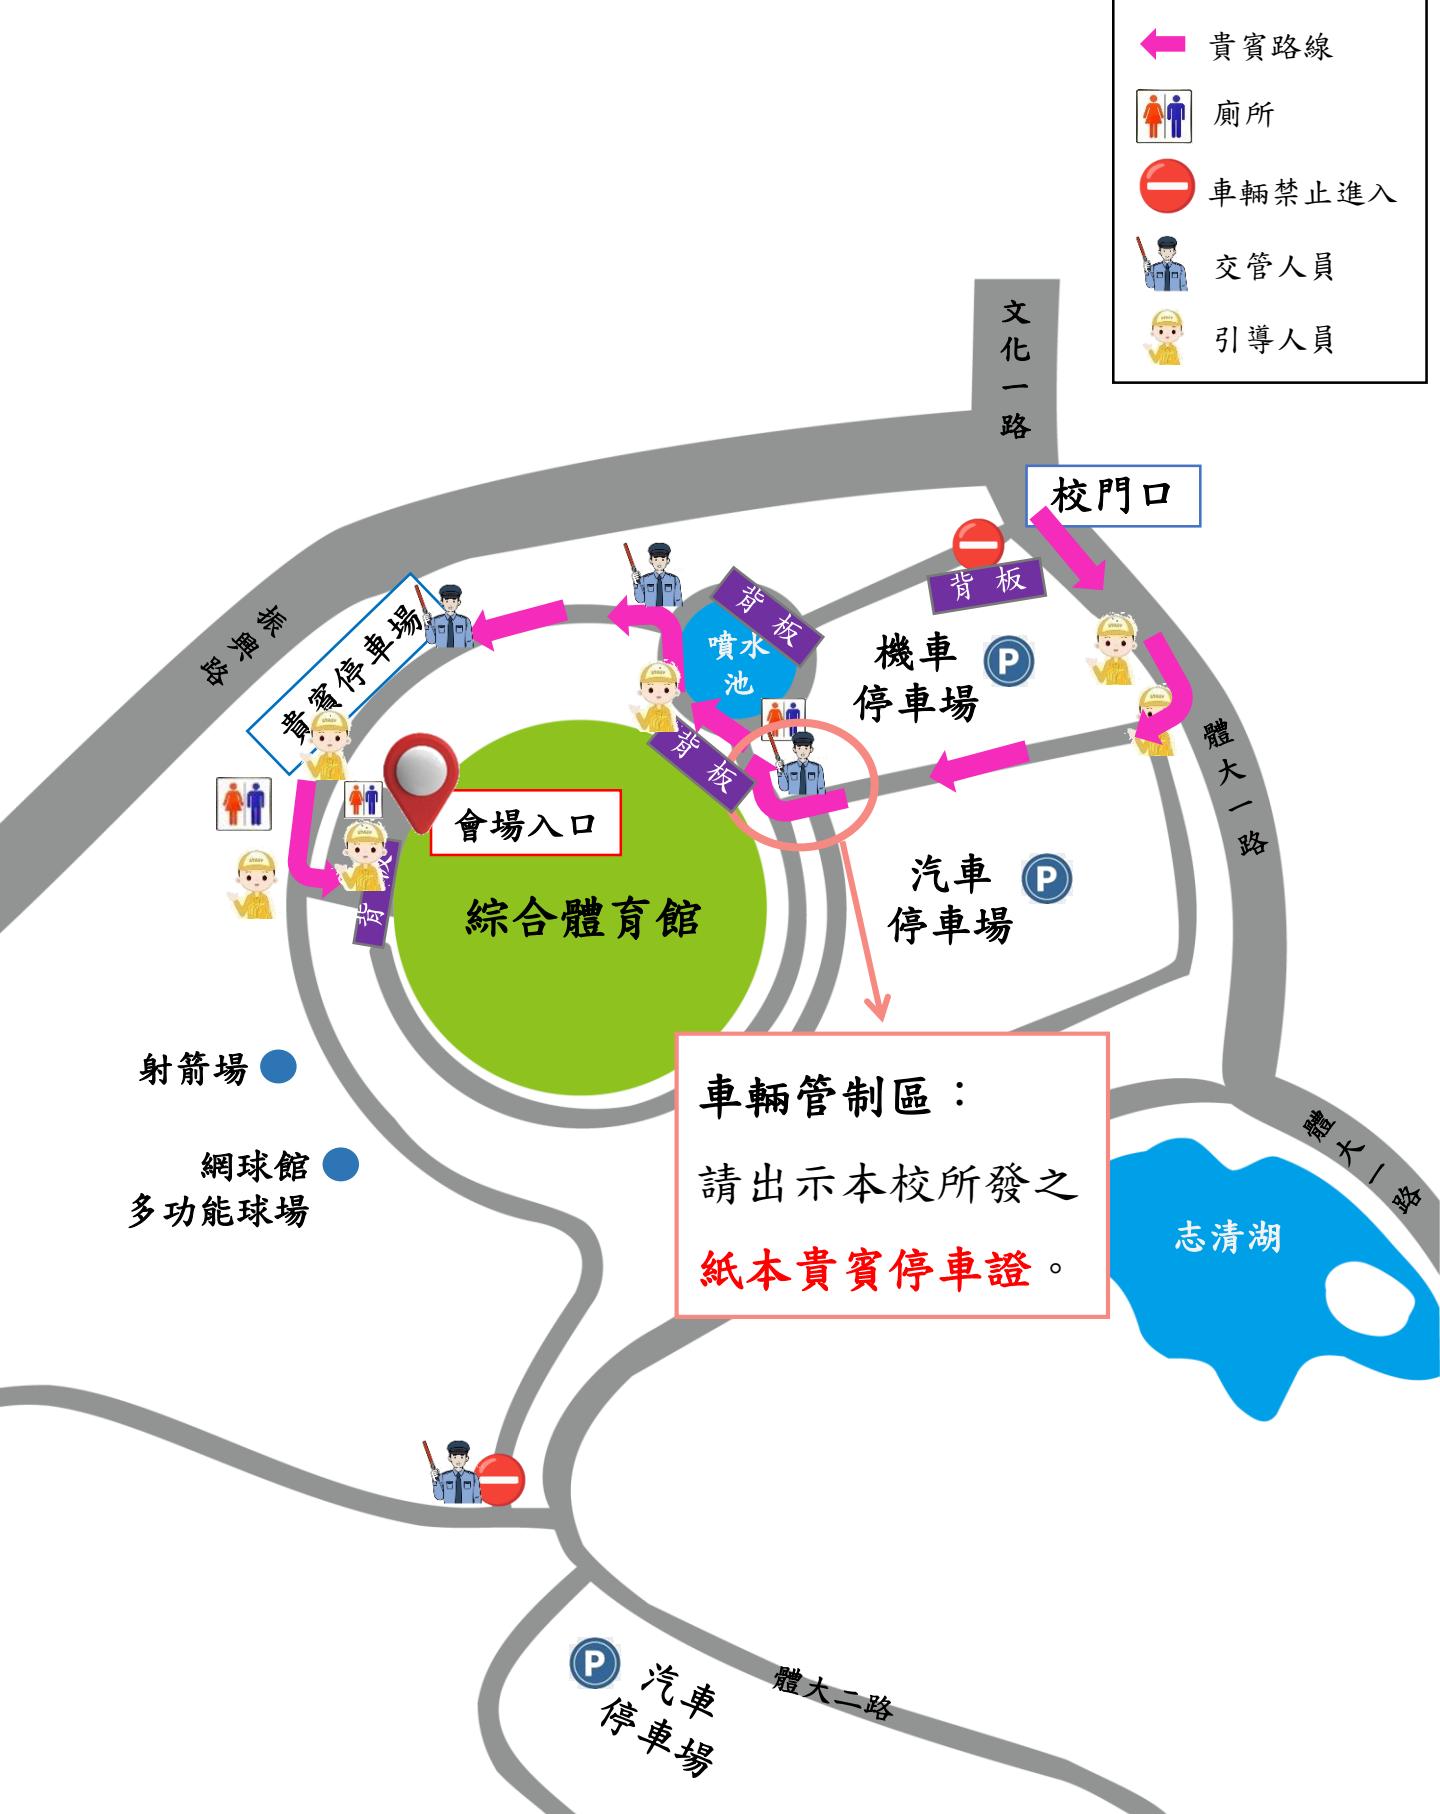 貴賓路線
廁所
車輛禁止進入
交管人員
引導人員
文化一路
校門口
背板
背板
噴水
池
機車
停車場
P
振興路
貴賓停車場
背板
體大一路
會場入口
汽車
停車場
P
綜合體育館
背
射箭場
網球館
多功能球場
車輛管制區：
請出示本校所發之
紙本貴賓停車證。
體大一路
志清湖
P
汽車
停車場
體大二路